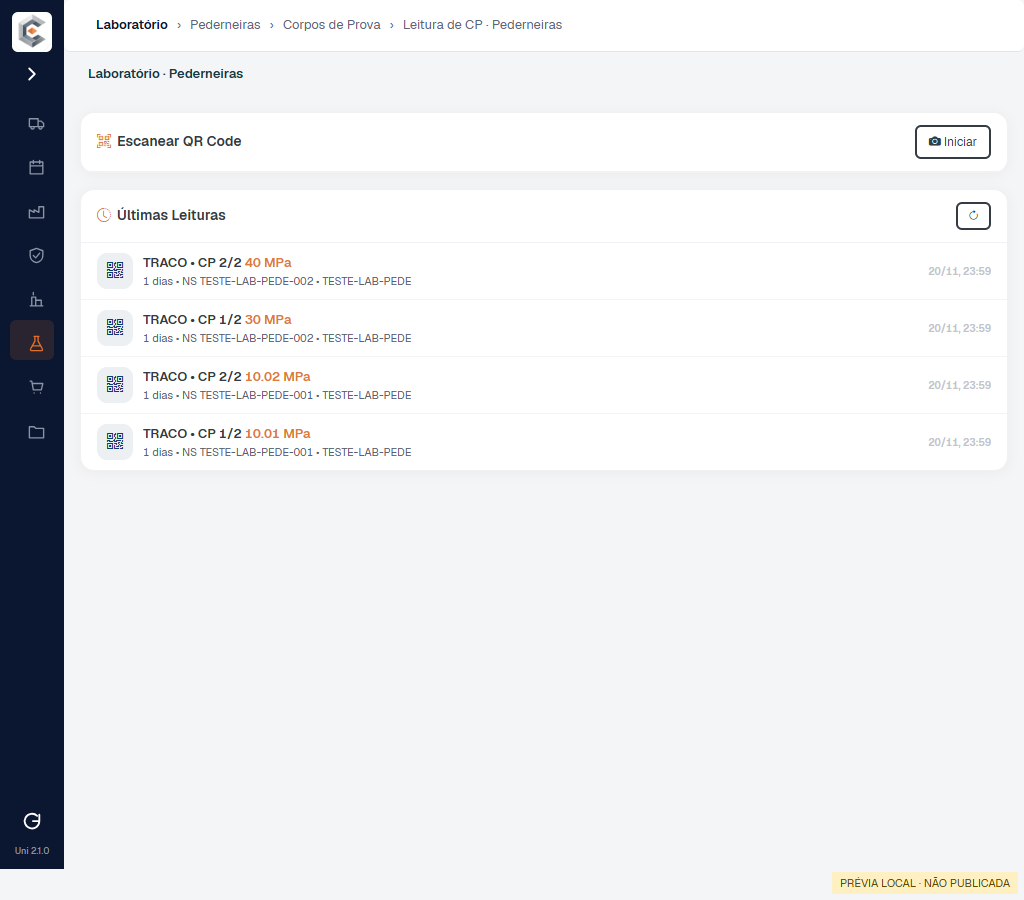 Laboratório › Pederneiras › Corpos de Prova › Leitura de CP · Pederneiras
Laboratório · Pederneiras
Escanear QR Code
Iniciar
Últimas Leituras
TRACO • CP 2/2 40 MPa
1 dias • NS TESTE-LAB-PEDE-002 • TESTE-LAB-PEDE
20/11, 23:59
TRACO • CP 1/2 30 MPa
1 dias • NS TESTE-LAB-PEDE-002 • TESTE-LAB-PEDE
20/11, 23:59
TRACO • CP 2/2 10.02 MPa
1 dias • NS TESTE-LAB-PEDE-001 • TESTE-LAB-PEDE
20/11, 23:59
TRACO • CP 1/2 10.01 MPa
1 dias • NS TESTE-LAB-PEDE-001 • TESTE-LAB-PEDE
20/11, 23:59
Uni 2.1.0
PRÉVIA LOCAL · NÃO PUBLICADA